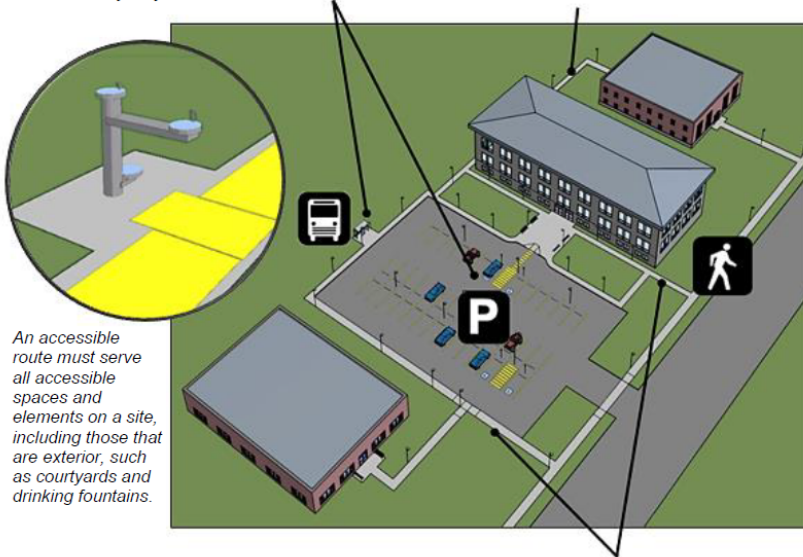 P
An accessible
route must serve
all accessible
spaces and
elements on a site,
including those that
are exterior, such
as courtyards and
drinking fountains.